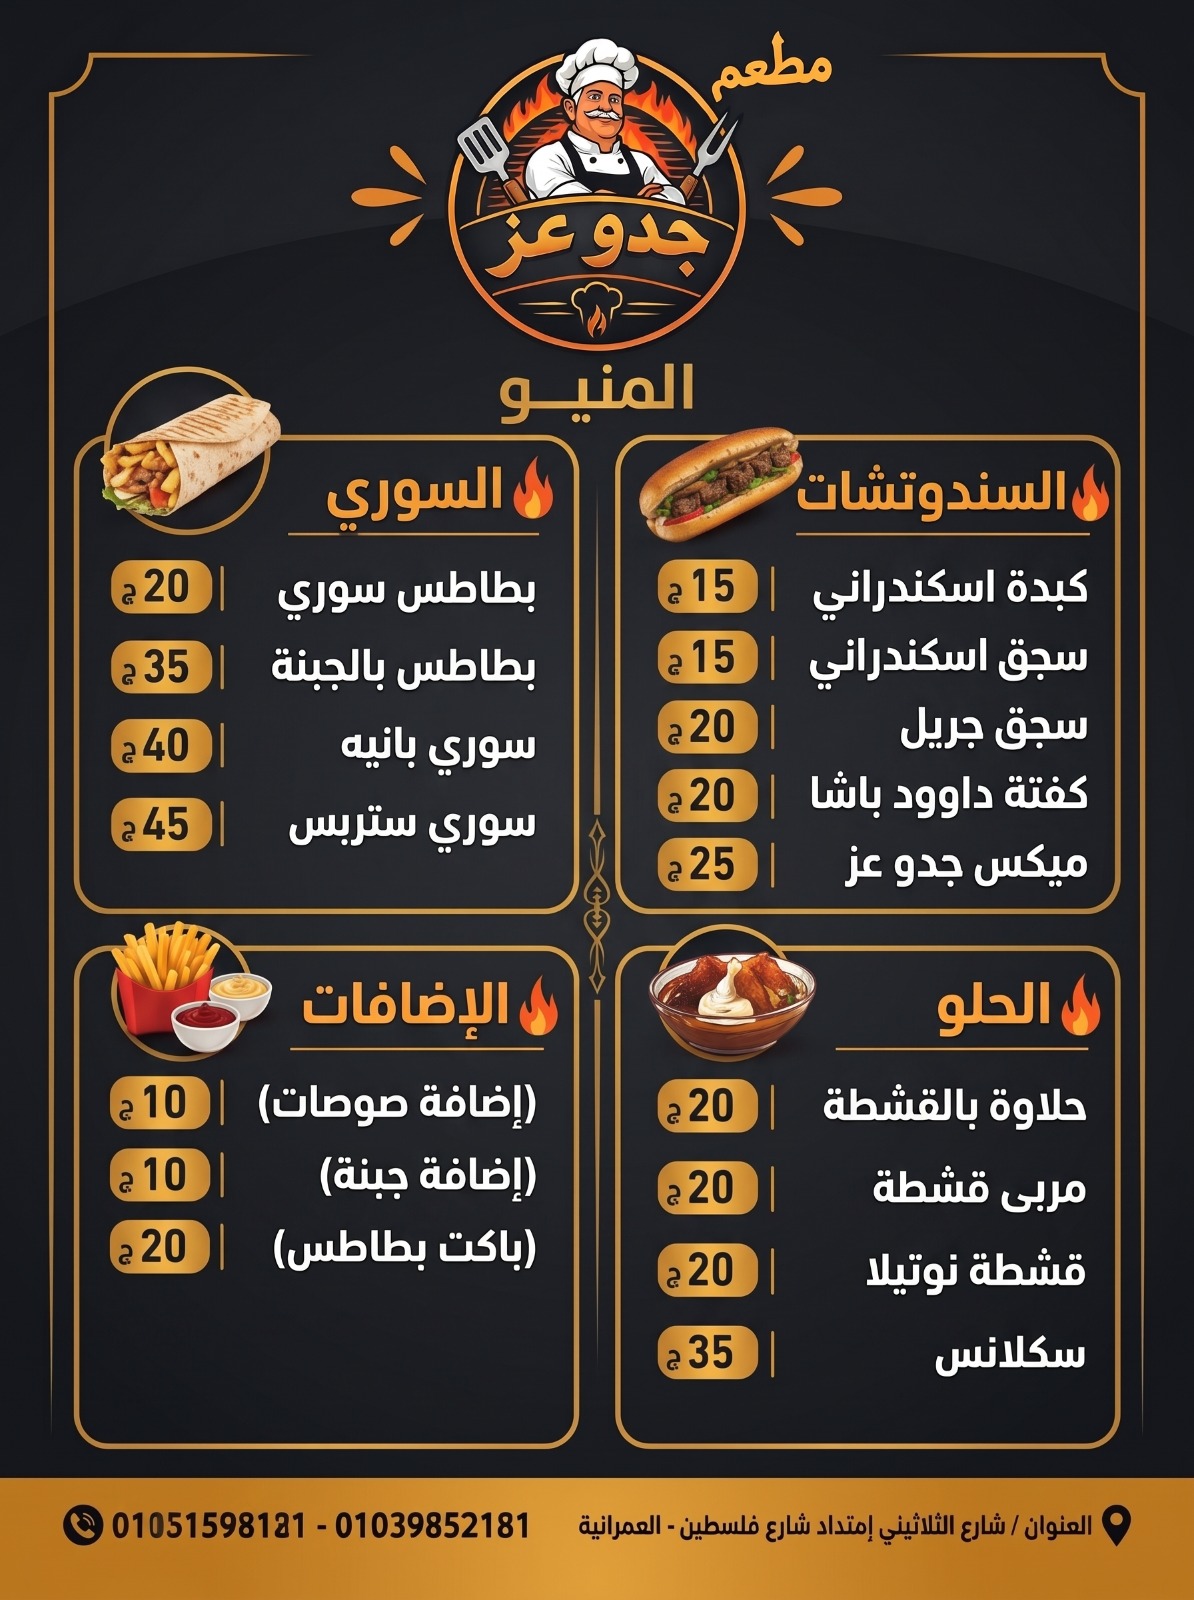 مطعم
جدو عز
المنيو
السندوتشات
كبدة اسكندراني 15 ج
سجق اسكندراني 15 ج
سجق جريل 20 ج
كفتة داوود باشا 20 ج
ميكس جدو عز 25 ج
السوري
بطاطس سوري 20 ج
بطاطس بالجبنة 35 ج
سوري بانيه 40 ج
سوري ستربس 45 ج
الحلو
حلاوة بالقشطة 20 ج
مربى قشطة 20 ج
قشطة نوتيلا 20 ج
سكلانس 35 ج
الإضافات
(إضافة صوصات) 10 ج
(إضافة جبنة) 10 ج
(باكت بطاطس) 20 ج
العنوان / شارع الثلاثيني إمتداد شارع فلسطين - العمرانية
01039852181